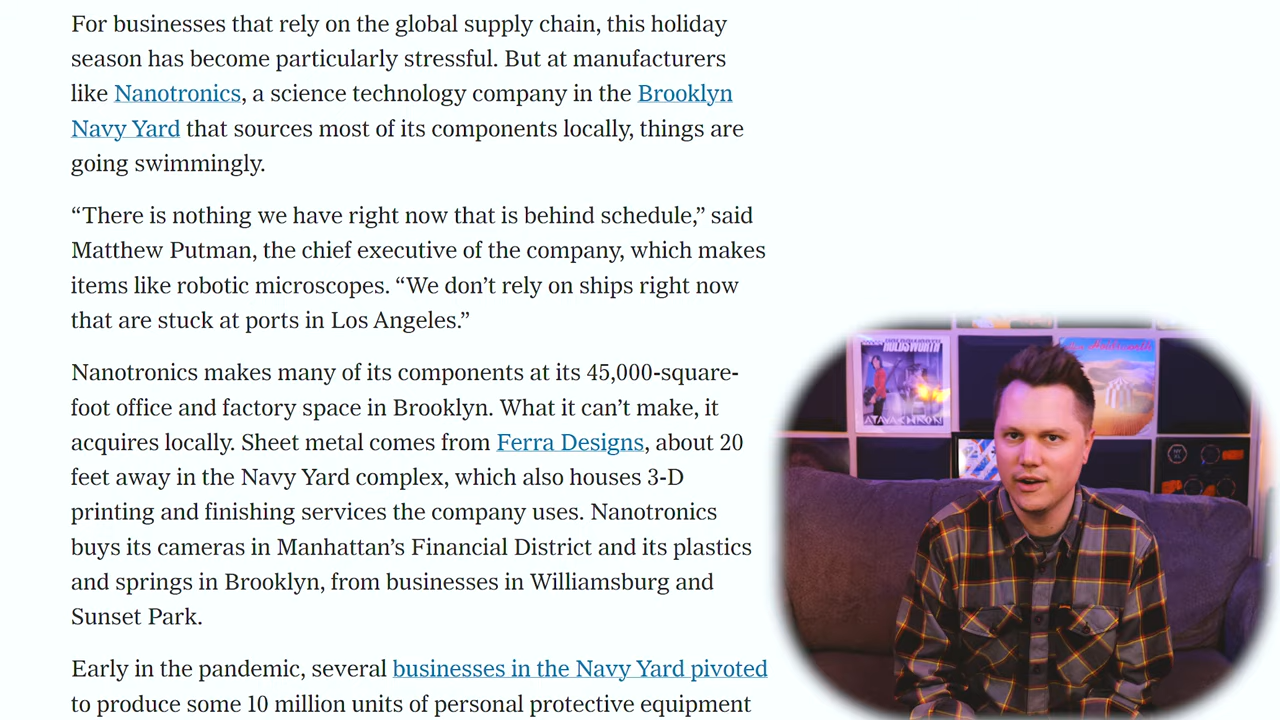 For businesses that rely on the global supply chain, this holiday
season has become particularly stressful. But at manufacturers
like Nanotronics, a science technology company in the Brooklyn
Navy Yard that sources most of its components locally, things are
going swimmingly.
“There is nothing we have right now that is behind schedule,” said
Matthew Putman, the chief executive of the company, which makes
items like robotic microscopes. “We don’t rely on ships right now
that are stuck at ports in Los Angeles.”
Nanotronics makes many of its components at its 45,000-square-
foot office and factory space in Brooklyn. What it can’t make, it
acquires locally. Sheet metal comes from Ferra Designs, about 20
feet away in the Navy Yard complex, which also houses 3-D
printing and finishing services the company uses. Nanotronics
buys its cameras in Manhattan’s Financial District and its plastics
and springs in Brooklyn, from businesses in Williamsburg and
Sunset Park.
Early in the pandemic, several businesses in the Navy Yard pivoted
to produce some 10 million units of personal protective equipment
HOLDSWORTH
ATAVACHRON
Holdsworth